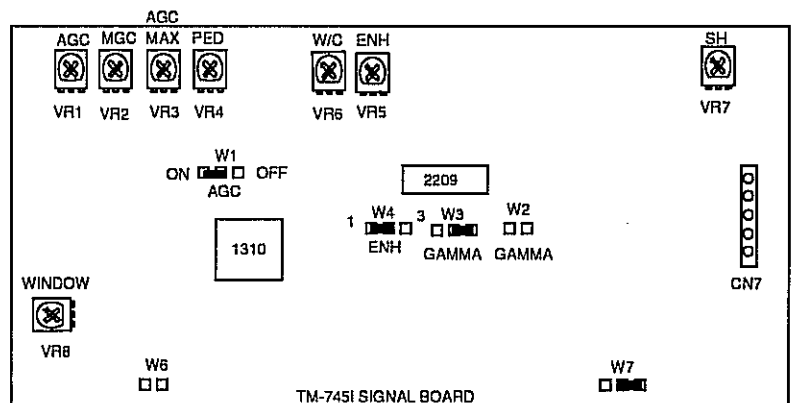 AGC
AGC MGC MAX PED W/C ENH SH
VR1 VR2 VR3 VR4 VR6 VR5 VR7
W1
ON OFF
AGC
2209
1 W4 3 W3 W2
ENH GAMMA GAMMA
1310
CN7
WINDOW
VR8
W6 W7
TM-745I SIGNAL BOARD